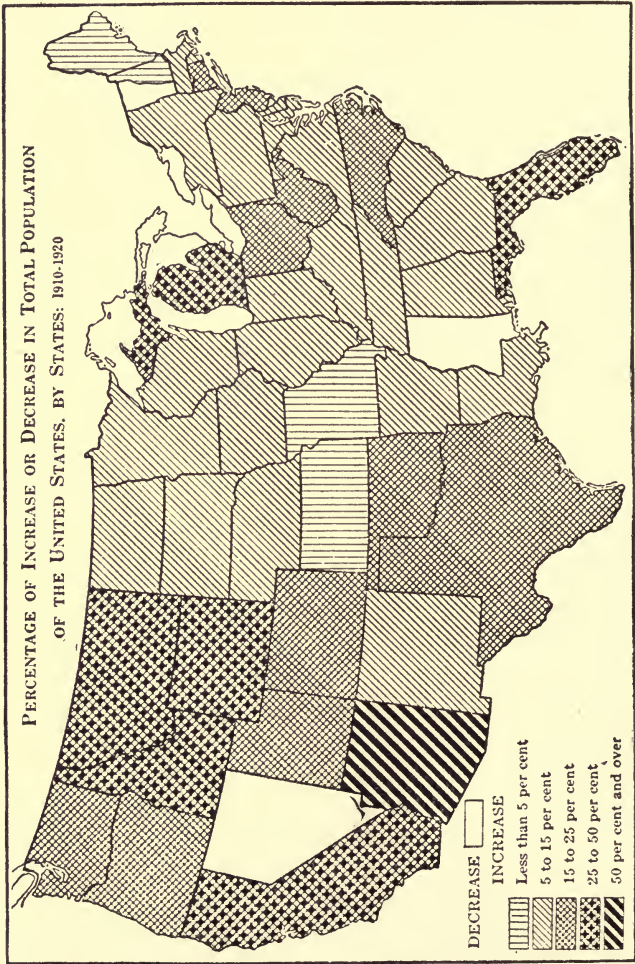 PERCENTAGE OF INCREASE OR DECREASE IN TOTAL POPULATION
OF THE UNITED STATES, BY STATES: 1910-1920
DECREASE
INCREASE
Less than 5 per cent
5 to 15 per cent
15 to 25 per cent
25 to 50 per cent
50 per cent and over